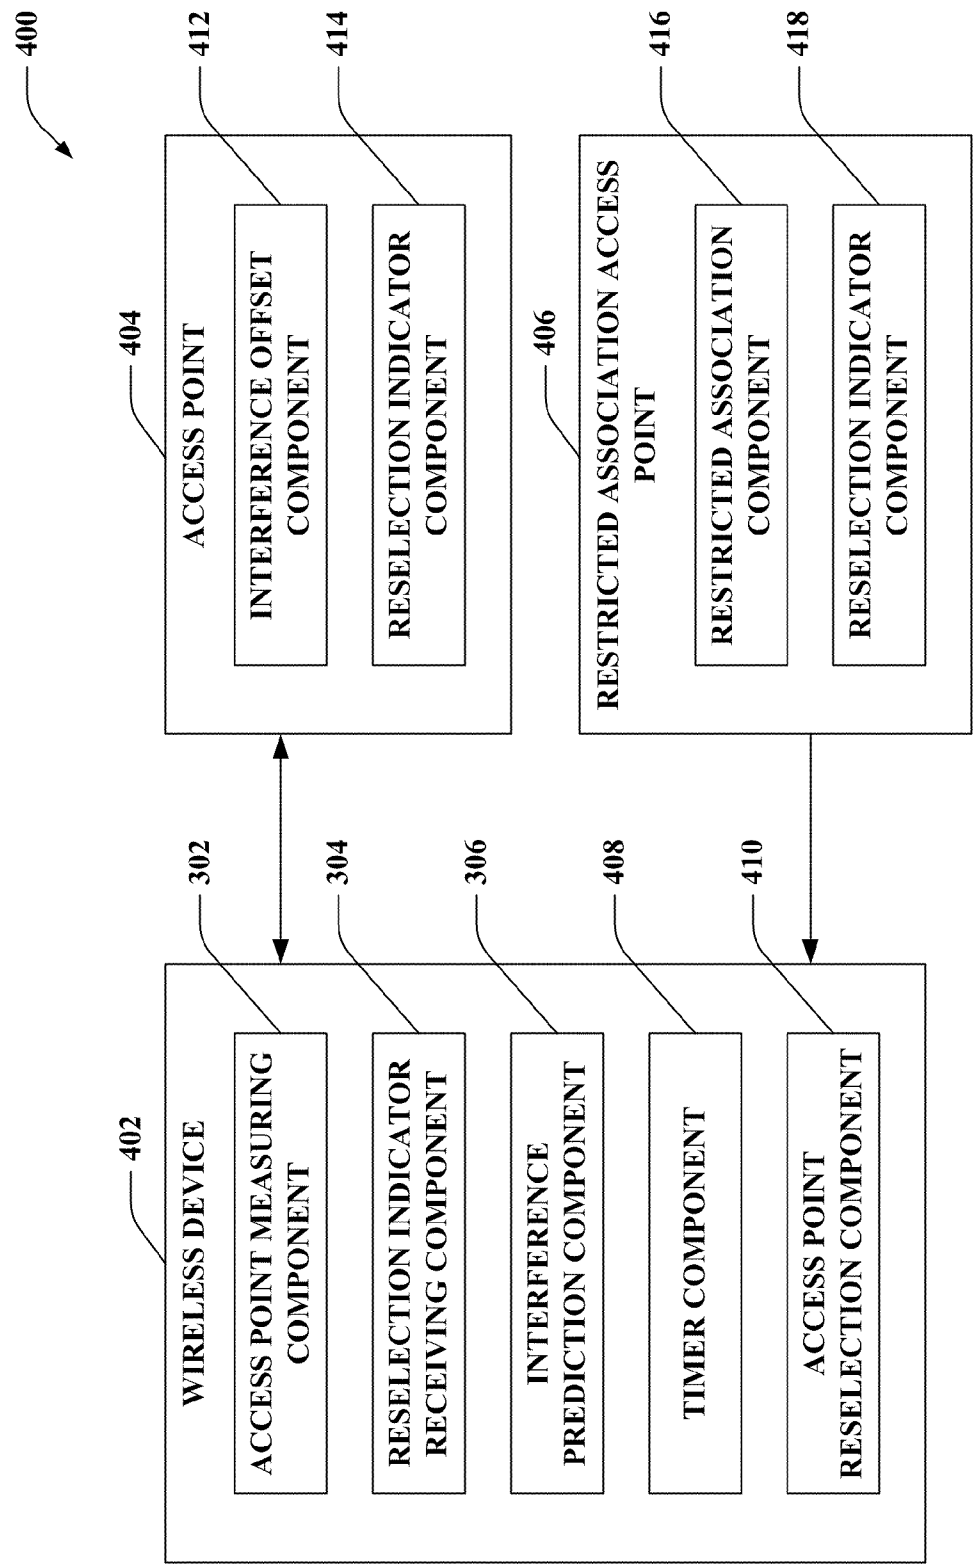 400
402
WIRELESS DEVICE
302
ACCESS POINT MEASURING
COMPONENT
304
RESELECTION INDICATOR
RECEIVING COMPONENT
306
INTERFERENCE
PREDICTION COMPONENT
408
TIMER COMPONENT
410
ACCESS POINT
RESELECTION COMPONENT
404
ACCESS POINT
412
INTERFERENCE OFFSET
COMPONENT
414
RESELECTION INDICATOR
COMPONENT
406
RESTRICTED ASSOCIATION ACCESS
POINT
416
RESTRICTED ASSOCIATION
COMPONENT
418
RESELECTION INDICATOR
COMPONENT